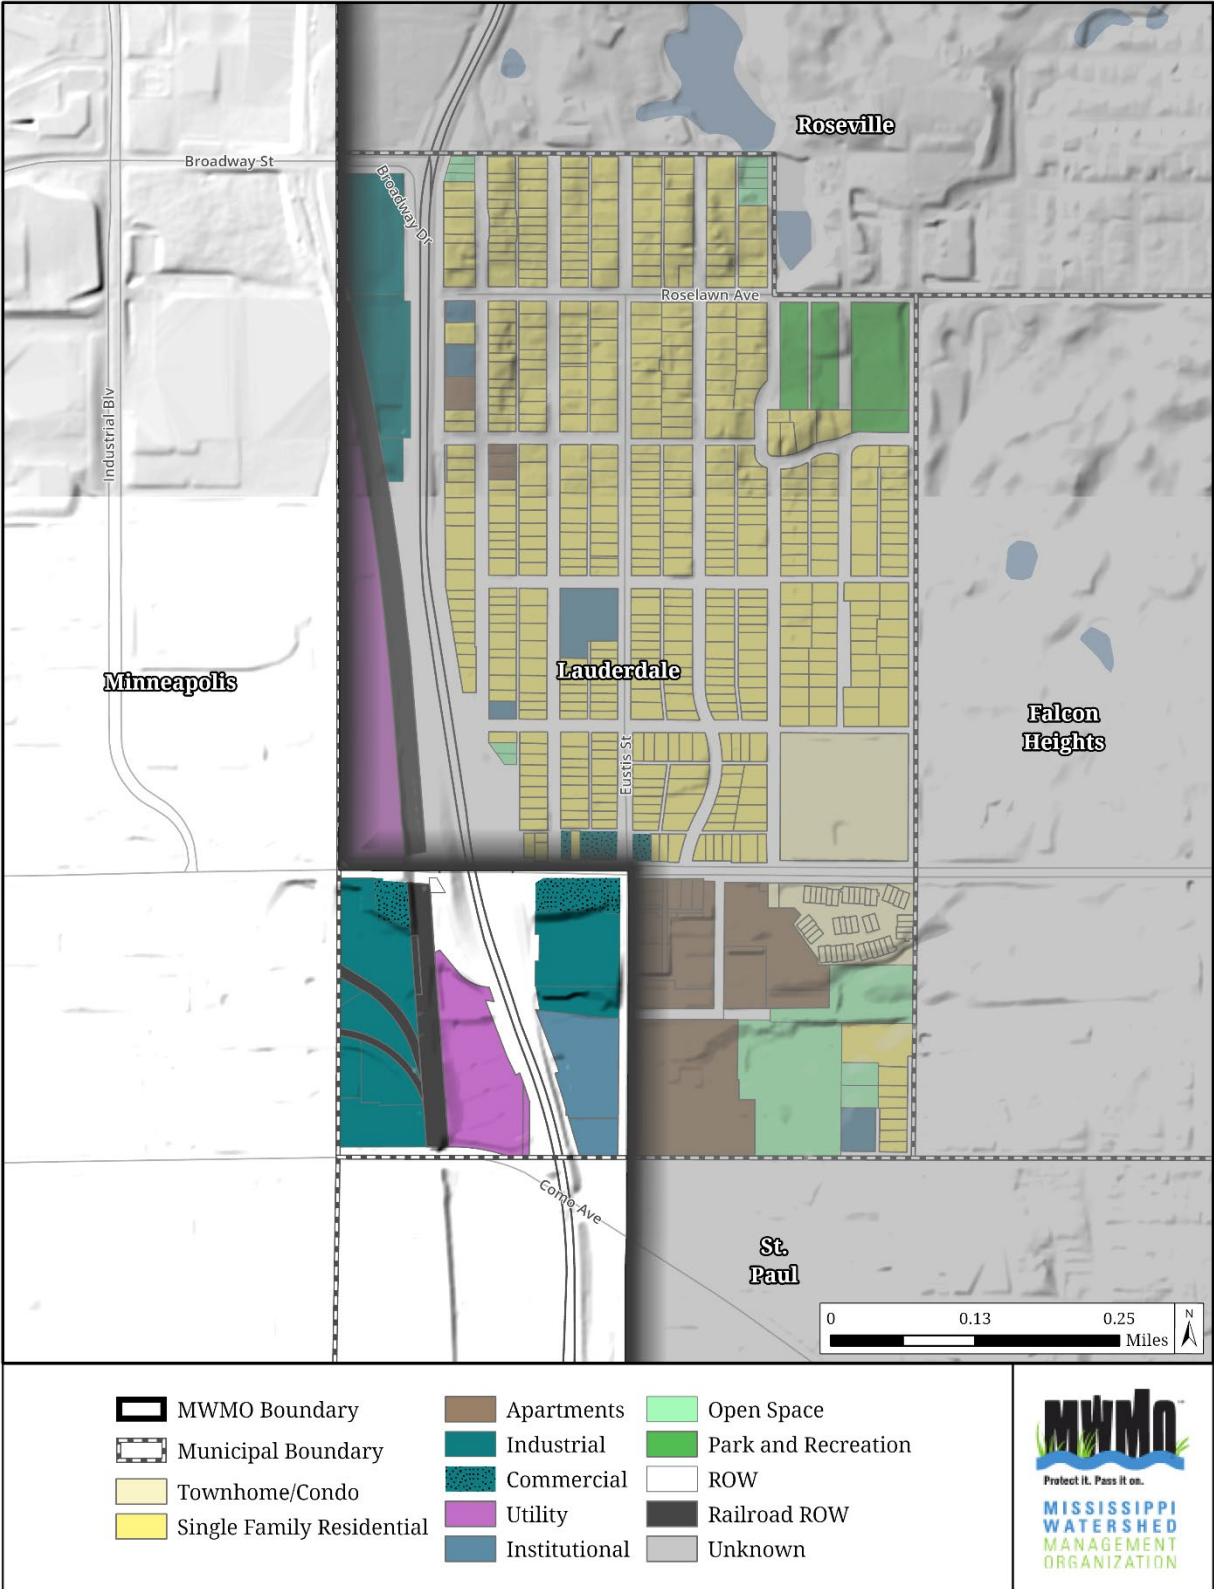 Roseville
Broadway St
Broadway Dr
Roselawn Ave
Industrial Blv
Minneapolis
Lauderdale
Falcon
Heights
Eustis St
Como Ave
St.
Paul
0 0.13 0.25
Miles
N
MWMO Boundary
Municipal Boundary
Townhome/Condo
Single Family Residential
Apartments
Industrial
Commercial
Utility
Institutional
Open Space
Park and Recreation
ROW
Railroad ROW
Unknown
MWMO
Protect it. Pass it on.
MISSISSIPPI
WATERSHED
MANAGEMENT
ORGANIZATION